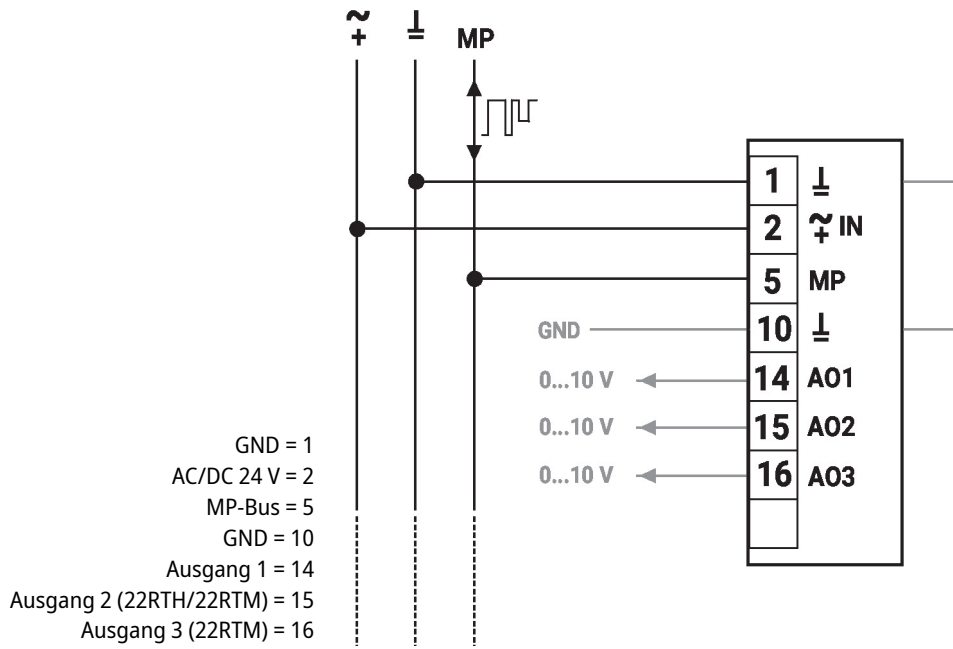 ~
+
⊥
=
MP
1 ⊥
2 ~ + IN
5 MP
GND 10 ⊥
0...10 V 14 AO1
0...10 V 15 AO2
0...10 V 16 AO3
GND = 1
AC/DC 24 V = 2
MP-Bus = 5
GND = 10
Ausgang 1 = 14
Ausgang 2 (22RTH/22RTM) = 15
Ausgang 3 (22RTM) = 16